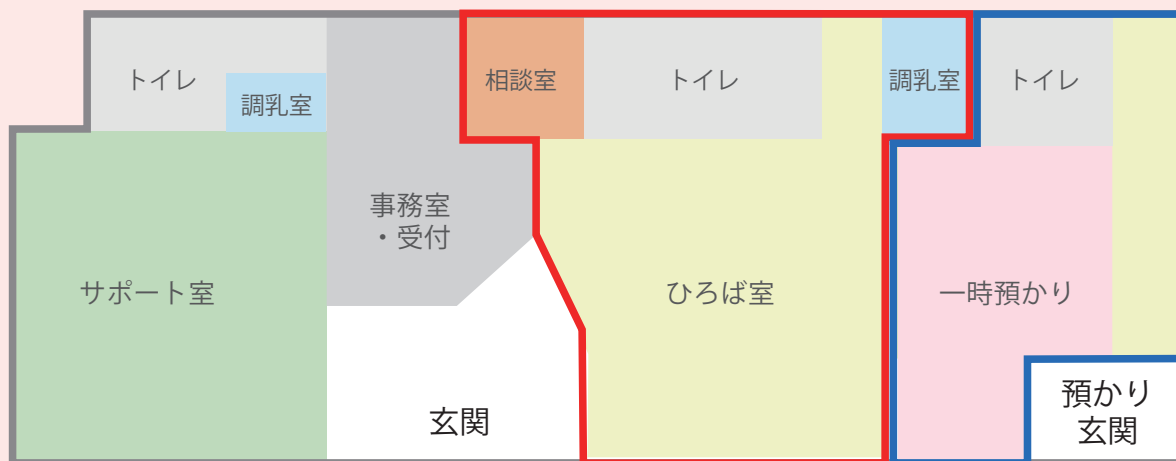 トイレ
調乳室
相談室
トイレ
調乳室
トイレ
事務室
・受付
サポート室
ひろば室
一時預かり
玄関
預かり
玄関